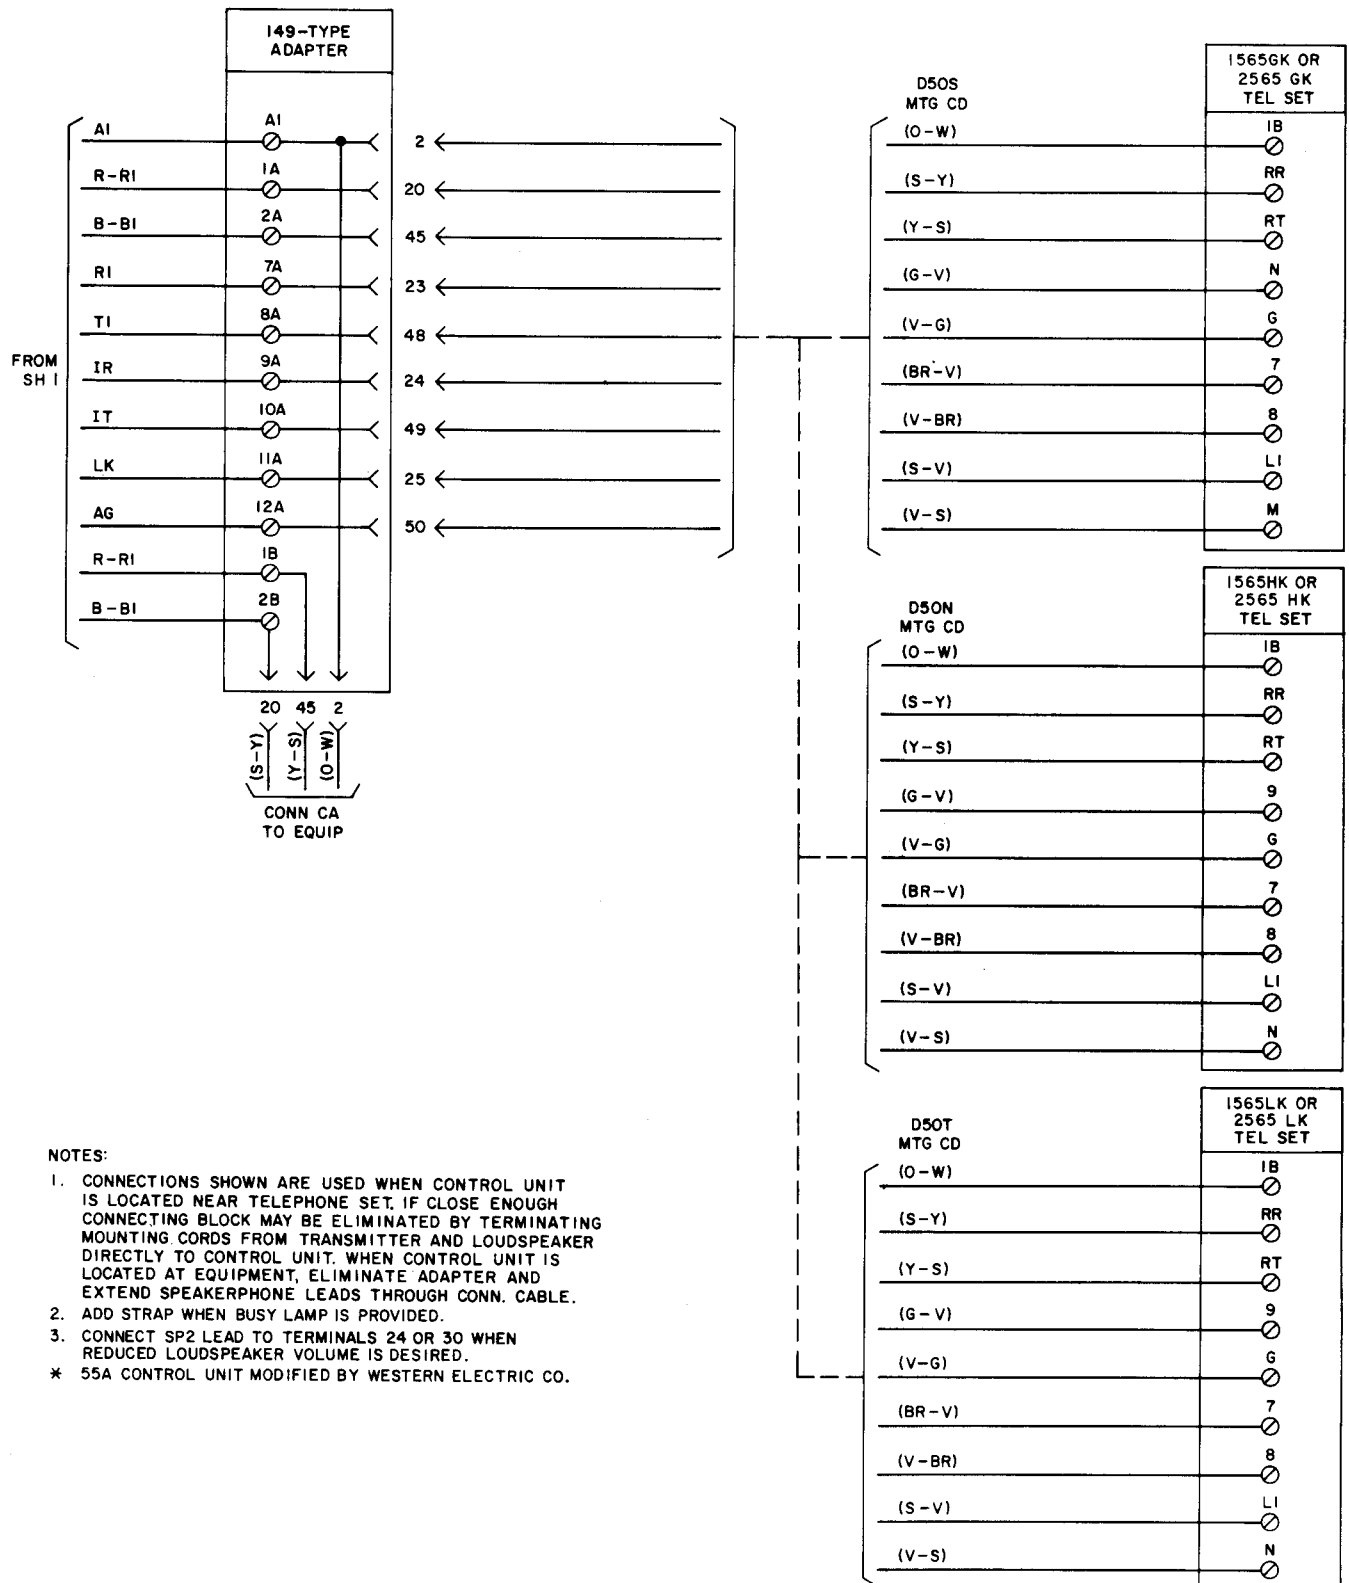 149-TYPE
ADAPTER
FROM
SH 1
A1
R-R1
B-B1
R1
T1
1R
1T
LK
AG
R-R1
B-B1
A1
1A
2A
7A
8A
9A
10A
11A
12A
1B
2B
2
20
45
23
48
24
49
25
50
20 45 2
(S-Y)
(Y-S)
(O-W)
CONN CA
TO EQUIP
D50S
MTG CD
(O-W)
(S-Y)
(Y-S)
(G-V)
(V-G)
(BR-V)
(V-BR)
(S-V)
(V-S)
1565GK OR
2565 GK
TEL SET
1B
RR
RT
N
G
7
8
L1
M
D50N
MTG CD
(O-W)
(S-Y)
(Y-S)
(G-V)
(V-G)
(BR-V)
(V-BR)
(S-V)
(V-S)
1565HK OR
2565 HK
TEL SET
1B
RR
RT
9
G
7
8
L1
N
D50T
MTG CD
(O-W)
(S-Y)
(Y-S)
(G-V)
(V-G)
(BR-V)
(V-BR)
(S-V)
(V-S)
1565LK OR
2565 LK
TEL SET
1B
RR
RT
9
G
7
8
L1
N
NOTES:
1. CONNECTIONS SHOWN ARE USED WHEN CONTROL UNIT
IS LOCATED NEAR TELEPHONE SET. IF CLOSE ENOUGH
CONNECTING BLOCK MAY BE ELIMINATED BY TERMINATING
MOUNTING CORDS FROM TRANSMITTER AND LOUDSPEAKER
DIRECTLY TO CONTROL UNIT. WHEN CONTROL UNIT IS
LOCATED AT EQUIPMENT, ELIMINATE ADAPTER AND
EXTEND SPEAKERPHONE LEADS THROUGH CONN. CABLE.
2. ADD STRAP WHEN BUSY LAMP IS PROVIDED.
3. CONNECT SP2 LEAD TO TERMINALS 24 OR 30 WHEN
REDUCED LOUDSPEAKER VOLUME IS DESIRED.
* 55A CONTROL UNIT MODIFIED BY WESTERN ELECTRIC CO.